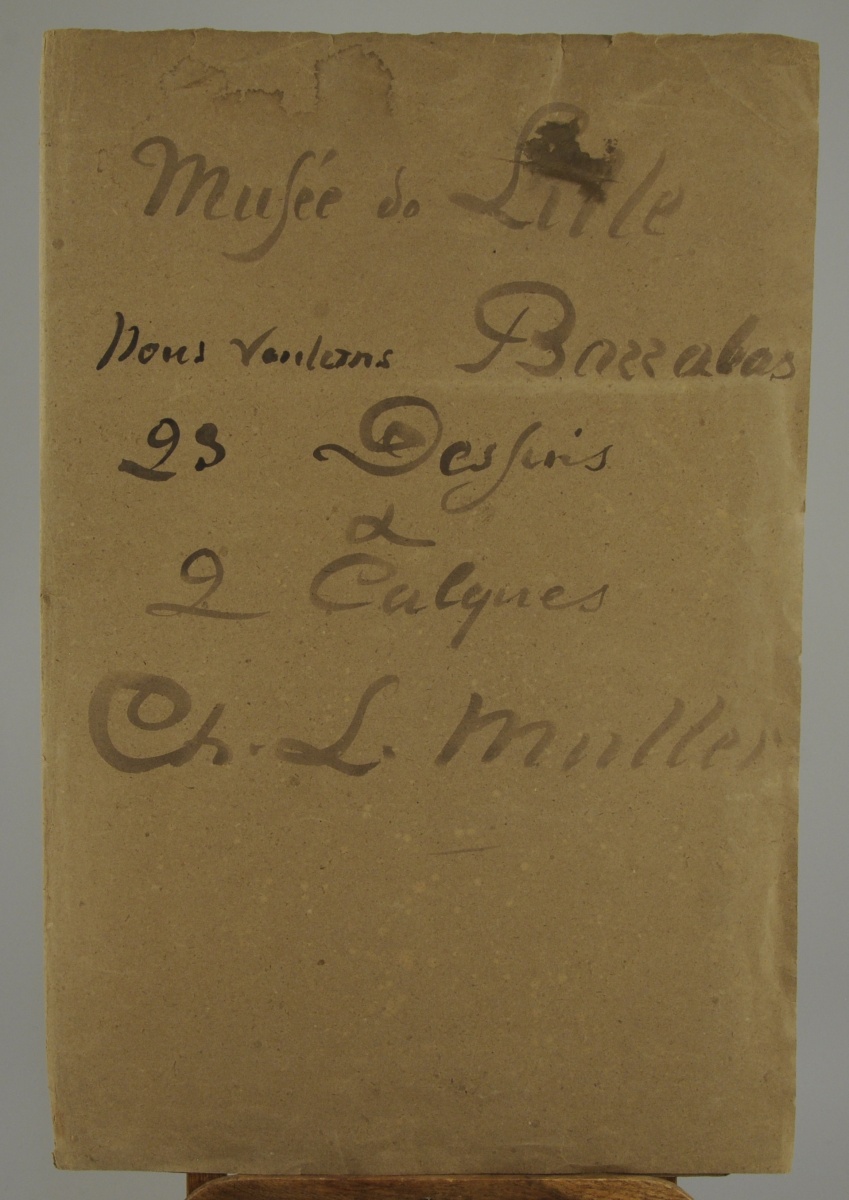 Musée de Lille
Nous voulons Barrabas
23 Dessins
&
2 Calques
Ch. L. Muller